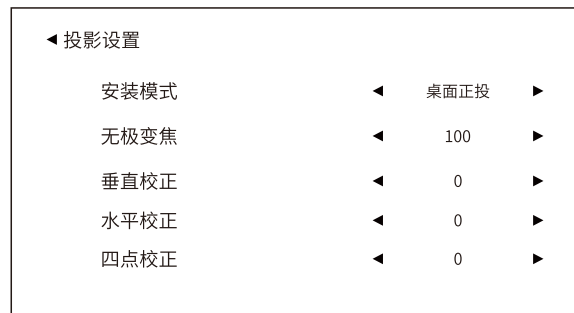 ◀ 投影设置
安装模式 ◀ 桌面正投 ▶
无极变焦 ◀ 100 ▶
垂直校正 ◀ 0 ▶
水平校正 ◀ 0 ▶
四点校正 ◀ 0 ▶